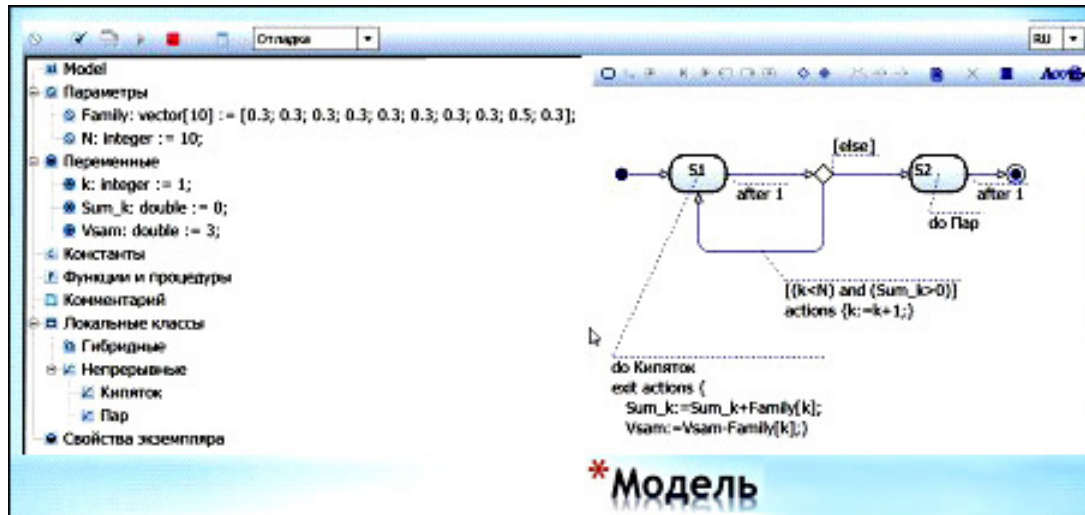 Отладка
RU
Model
Параметры
Family: vector[10] := [0.3; 0.3; 0.3; 0.3; 0.3; 0.3; 0.3; 0.3; 0.5; 0.3];
N: integer := 10;
Переменные
k: integer := 1;
Sum_k: double := 0;
Vsam: double := 3;
Константы
Функции и процедуры
Комментарий
Локальные классы
Гибридные
Непрерывные
Кипяток
Пар
Свойства экземпляра
[else]
S1
S2
after 1
after 1
do Пар
[(k<N) and (Sum_k>0)]
actions {k:=k+1;}
do Кипяток
exit actions {
Sum_k:=Sum_k+Family[k];
Vsam:=Vsam-Family[k];}
*Модель